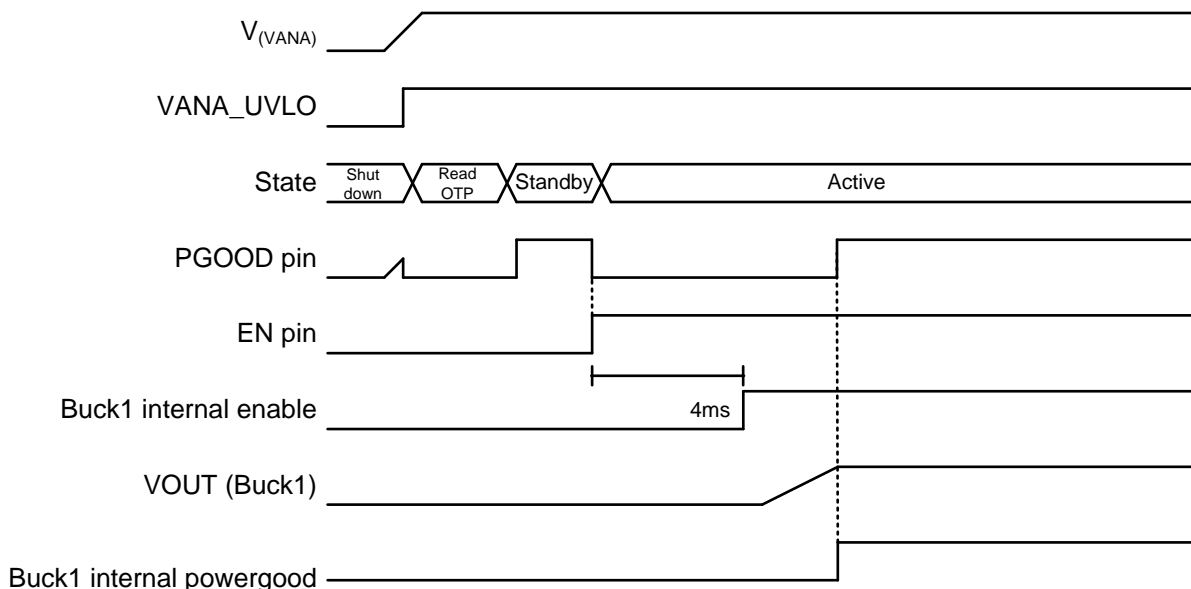 V(VANA)
VANA_UVLO
State
Shut
down
Read
OTP
Standby
Active
PGOOD pin
EN pin
Buck1 internal enable
4ms
VOUT (Buck1)
Buck1 internal powergood